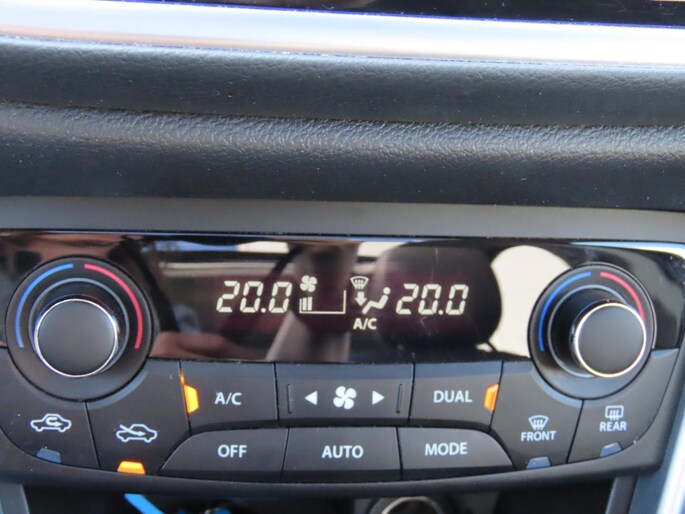 20.0 20.0
A/C
A/C DUAL
OFF AUTO MODE FRONT REAR